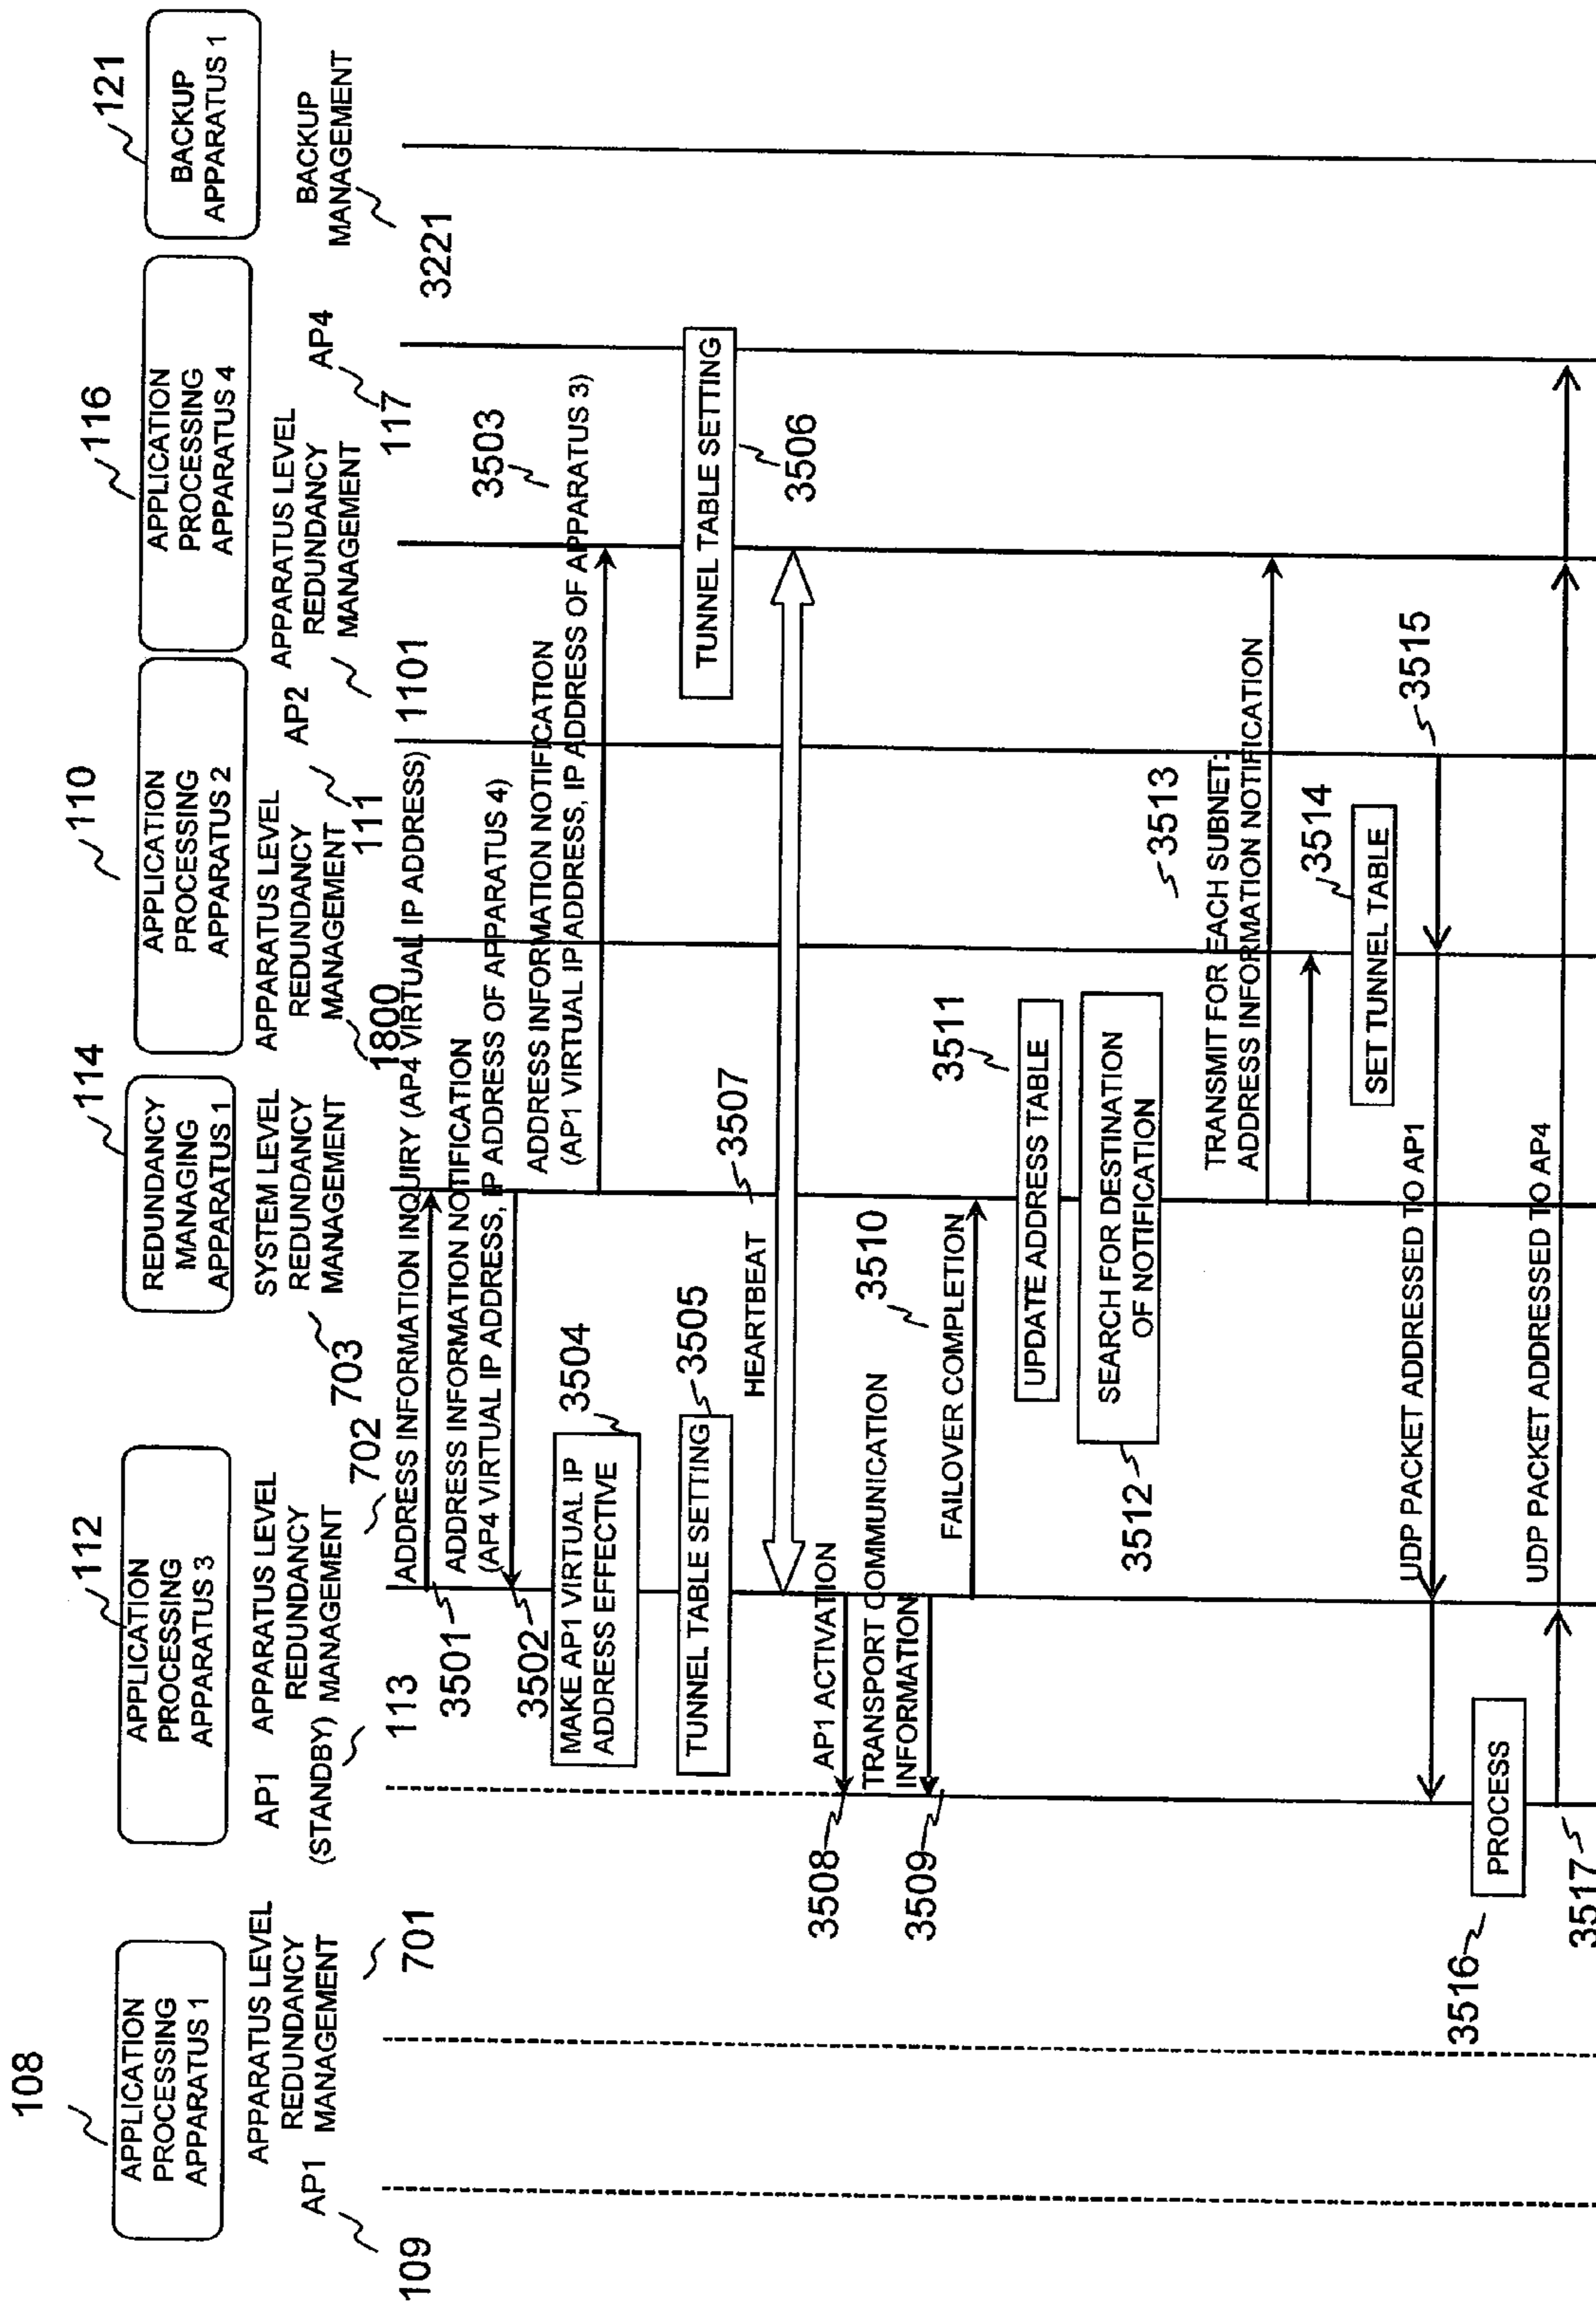 108
APPLICATION
PROCESSING
APPARATUS 1
APPARATUS LEVEL
REDUNDANCY
MANAGEMENT
701
AP1
109
112
APPLICATION
PROCESSING
APPARATUS 3
AP1
(STANDBY)
113
APPARATUS LEVEL
REDUNDANCY
MANAGEMENT
702
114
REDUNDANCY
MANAGING
APPARATUS 1
SYSTEM LEVEL
REDUNDANCY
MANAGEMENT
703
110
APPLICATION
PROCESSING
APPARATUS 2
APPARATUS LEVEL
REDUNDANCY
MANAGEMENT
1800
AP2
111
116
APPLICATION
PROCESSING
APPARATUS 4
APPARATUS LEVEL
REDUNDANCY
MANAGEMENT
1101
AP4
117
121
BACKUP
APPARATUS 1
BACKUP
MANAGEMENT
3221
ADDRESS INFORMATION INQUIRY (AP4 VIRTUAL IP ADDRESS)
3501
ADDRESS INFORMATION NOTIFICATION
(AP4 VIRTUAL IP ADDRESS, IP ADDRESS OF APPARATUS 4)
3502
3503
ADDRESS INFORMATION NOTIFICATION
(AP1 VIRTUAL IP ADDRESS, IP ADDRESS OF APPARATUS 3)
MAKE AP1 VIRTUAL IP
ADDRESS EFFECTIVE
3504
TUNNEL TABLE SETTING
3505
TUNNEL TABLE SETTING
3506
HEARTBEAT
3507
AP1 ACTIVATION
3508
TRANSPORT COMMUNICATION
INFORMATION
3509
FAILOVER COMPLETION
3510
UPDATE ADDRESS TABLE
3511
SEARCH FOR DESTINATION
OF NOTIFICATION
3512
3513
TRANSMIT FOR EACH SUBNET:
ADDRESS INFORMATION NOTIFICATION
3514
SET TUNNEL TABLE
UDP PACKET ADDRESSED TO AP1
3515
PROCESS
3516
UDP PACKET ADDRESSED TO AP4
3517